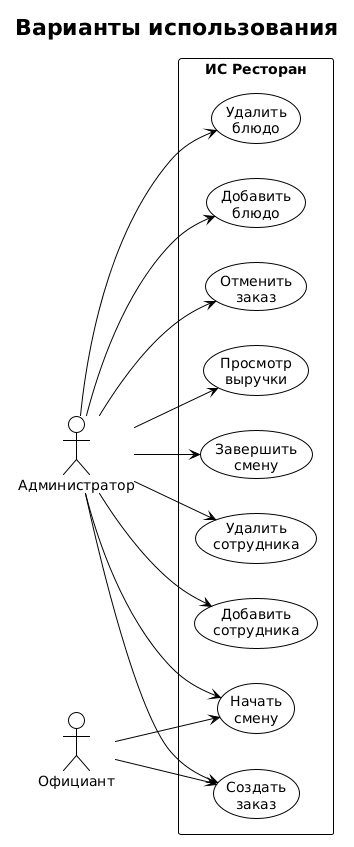 Варианты использования
ИС Ресторан
Удалить
блюдо
Добавить
блюдо
Отменить
заказ
Просмотр
выручки
Завершить
смену
Администратор
Удалить
сотрудника
Добавить
сотрудника
Начать
смену
Официант
Создать
заказ